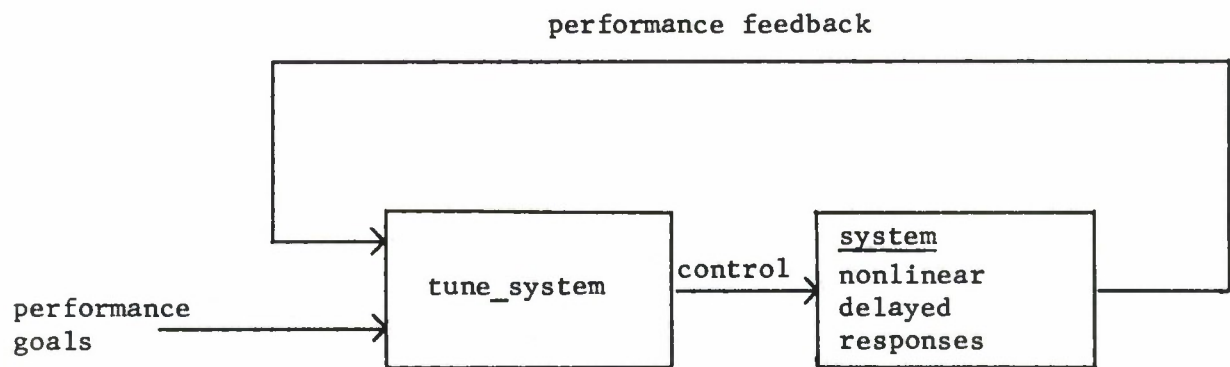 performance feedback
tune_system
control
system
nonlinear
delayed
responses
performance
goals